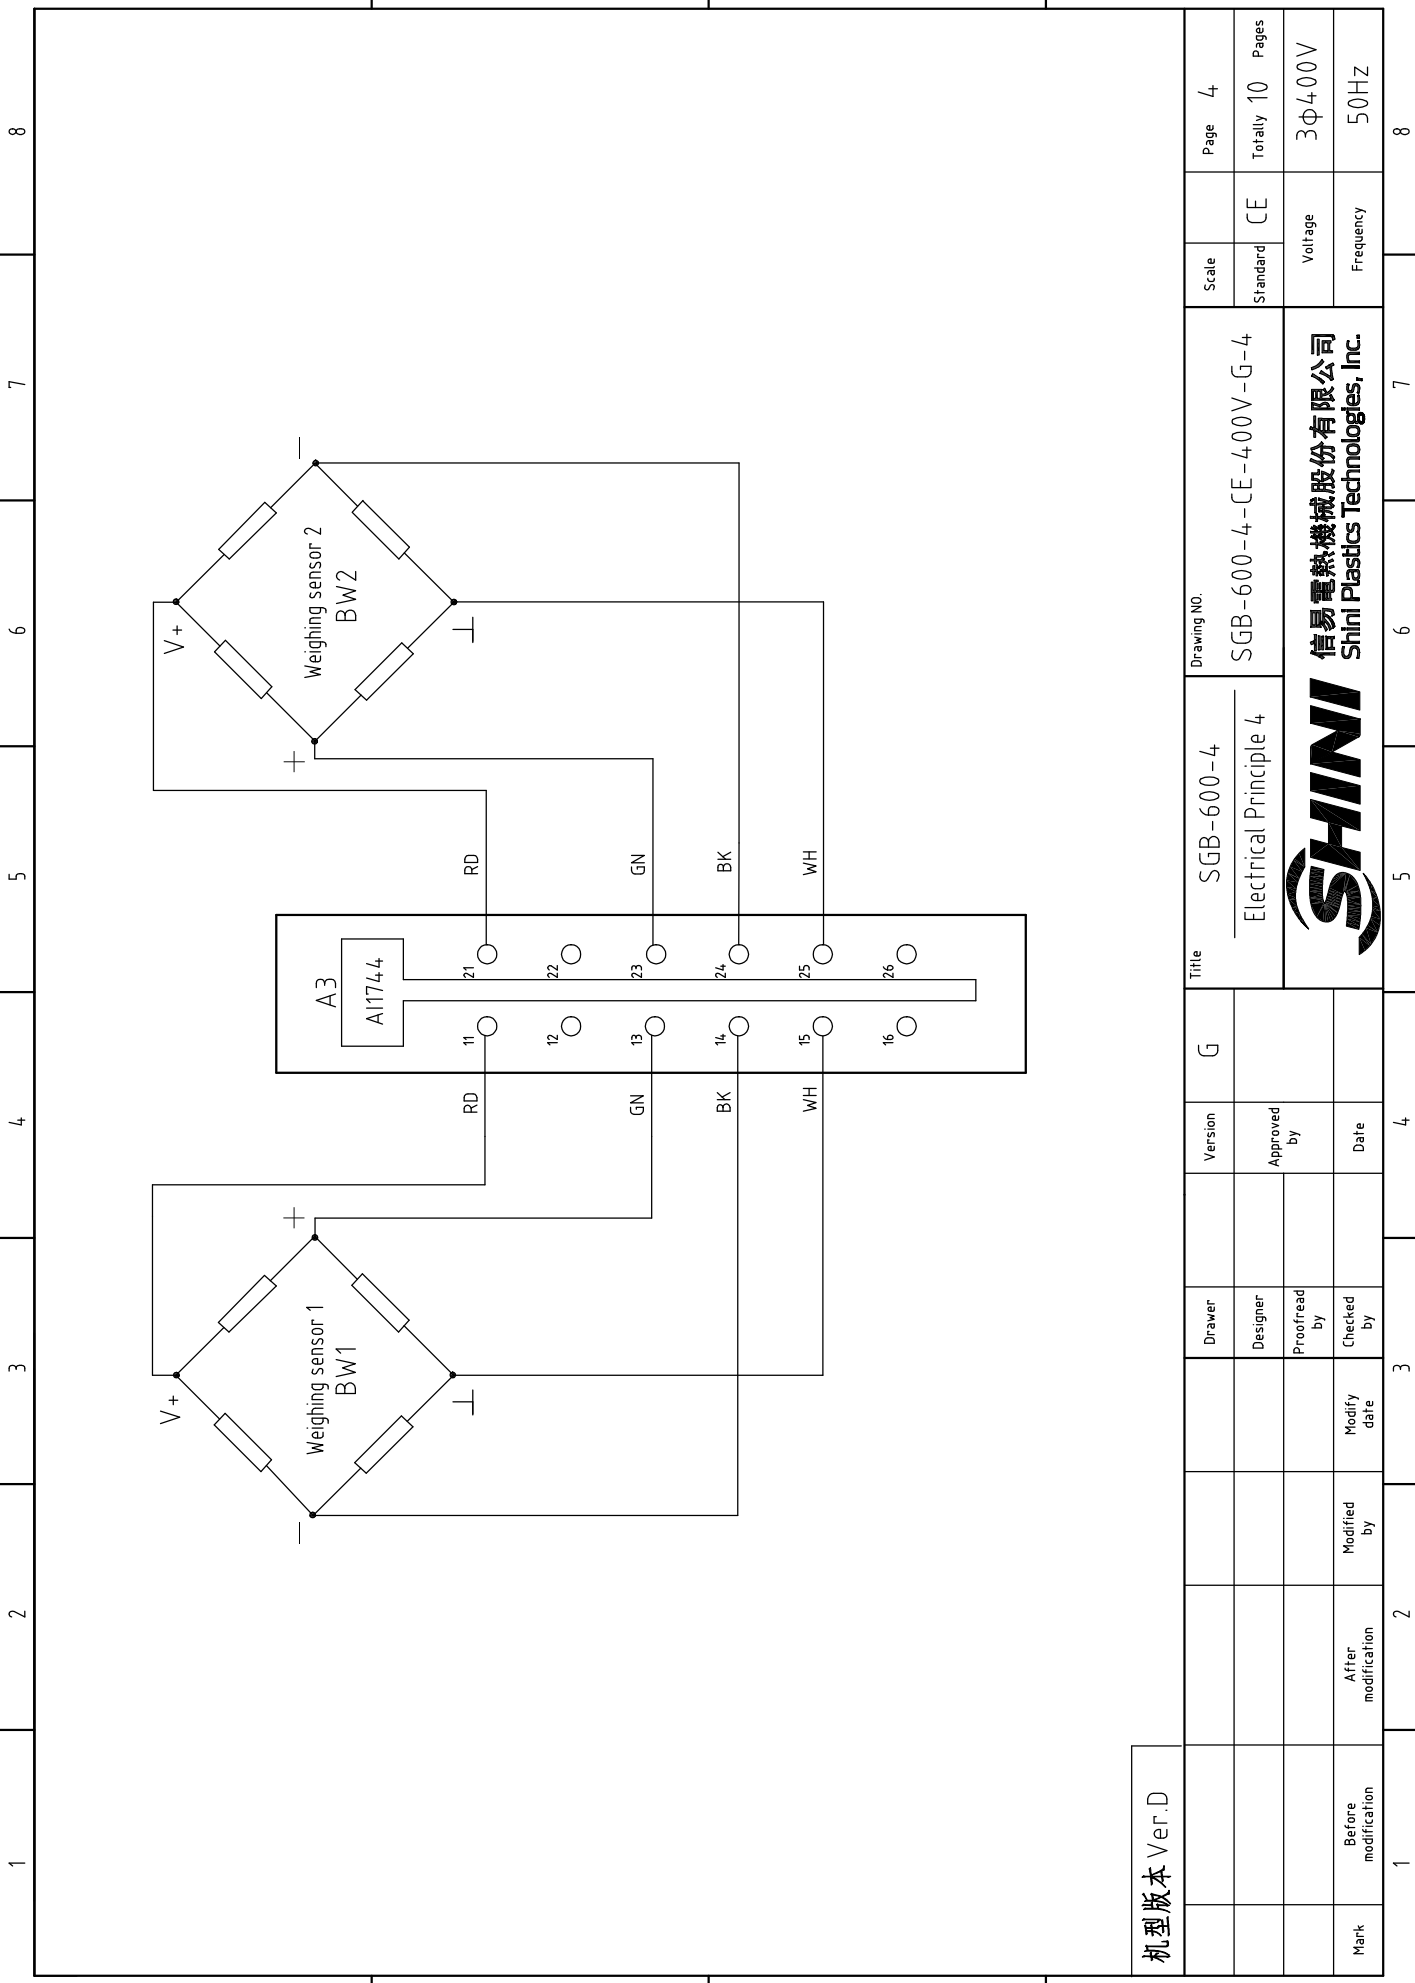 1 2 3 4 5 6 7 8
A3
AI1744
11 12 13 14 15 16
21 22 23 24 25 26
RD GN BK WH
RD GN BK WH
V+
+
—
⊥
Weighing sensor 1
BW1
V+
+
—
⊥
Weighing sensor 2
BW2
机型版本 Ver.D
Mark
Before
modification
After
modification
Modified
by
Modify
date
Drawer
Designer
Proofread
by
Checked
by
Version
G
Approved
by
Date
Title
SGB-600-4
Electrical Principle 4
Drawing NO.
SGB-600-4-CE-400V-G-4
SHINI
信易電熱機械股份有限公司
Shini Plastics Technologies, Inc.
Scale
Page 4
Standard CE
Totally 10 Pages
Voltage
3ϕ400V
Frequency
50Hz
1 2 3 4 5 6 7 8